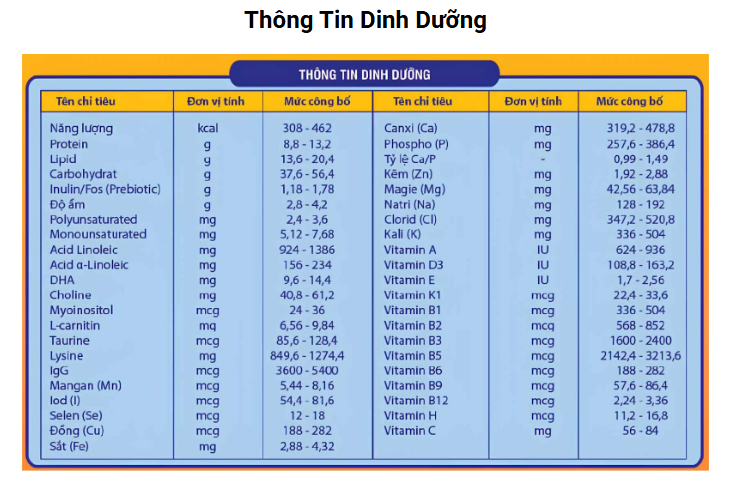 Thông Tin Dinh Dưỡng
THÔNG TIN DINH DƯỠNG
Tên chỉ tiêu Đơn vị tính Mức công bố Tên chỉ tiêu Đơn vị tính Mức công bố
Năng lượng kcal 308 - 462 Canxi (Ca) mg 319,2 - 478,8
Protein g 8,8 - 13,2 Phospho (P) mg 257,6 - 386,4
Lipid g 13,6 - 20,4 Tỷ lệ Ca/P - 0,99 - 1,49
Carbohydrat g 37,6 - 56,4 Kẽm (Zn) mg 1,92 - 2,88
Inulin/Fos (Prebiotic) g 1,18 - 1,78 Magie (Mg) mg 42,56 - 63,84
Độ ẩm g 2,8 - 4,2 Natri (Na) mg 128 - 192
Polyunsaturated mg 2,4 - 3,6 Clorid (Cl) mg 347,2 - 520,8
Monounsaturated mg 5,12 - 7,68 Kali (K) mg 336 - 504
Acid Linoleic mg 924 - 1386 Vitamin A IU 624 - 936
Acid α-Linoleic mg 156 - 234 Vitamin D3 IU 108,8 - 163,2
DHA mg 9,6 - 14,4 Vitamin E IU 1,7 - 2,56
Choline mg 40,8 - 61,2 Vitamin K1 mcg 22,4 - 33,6
Myoinositol mcg 24 - 36 Vitamin B1 mcg 336 - 504
L-carnitin mg 6,56 - 9,84 Vitamin B2 mcg 568 - 852
Taurine mcg 85,6 - 128,4 Vitamin B3 mcg 1600 - 2400
Lysine mg 849,6 - 1274,4 Vitamin B5 mcg 2142,4 - 3213,6
IgG mcg 3600 - 5400 Vitamin B6 mcg 188 - 282
Mangan (Mn) mcg 5,44 - 8,16 Vitamin B9 mcg 57,6 - 86,4
Iod (I) mcg 54,4 - 81,6 Vitamin B12 mcg 2,24 - 3,36
Selen (Se) mcg 12 - 18 Vitamin H mcg 11,2 - 16,8
Đồng (Cu) mcg 188 - 282 Vitamin C mg 56 - 84
Sắt (Fe) mg 2,88 - 4,32